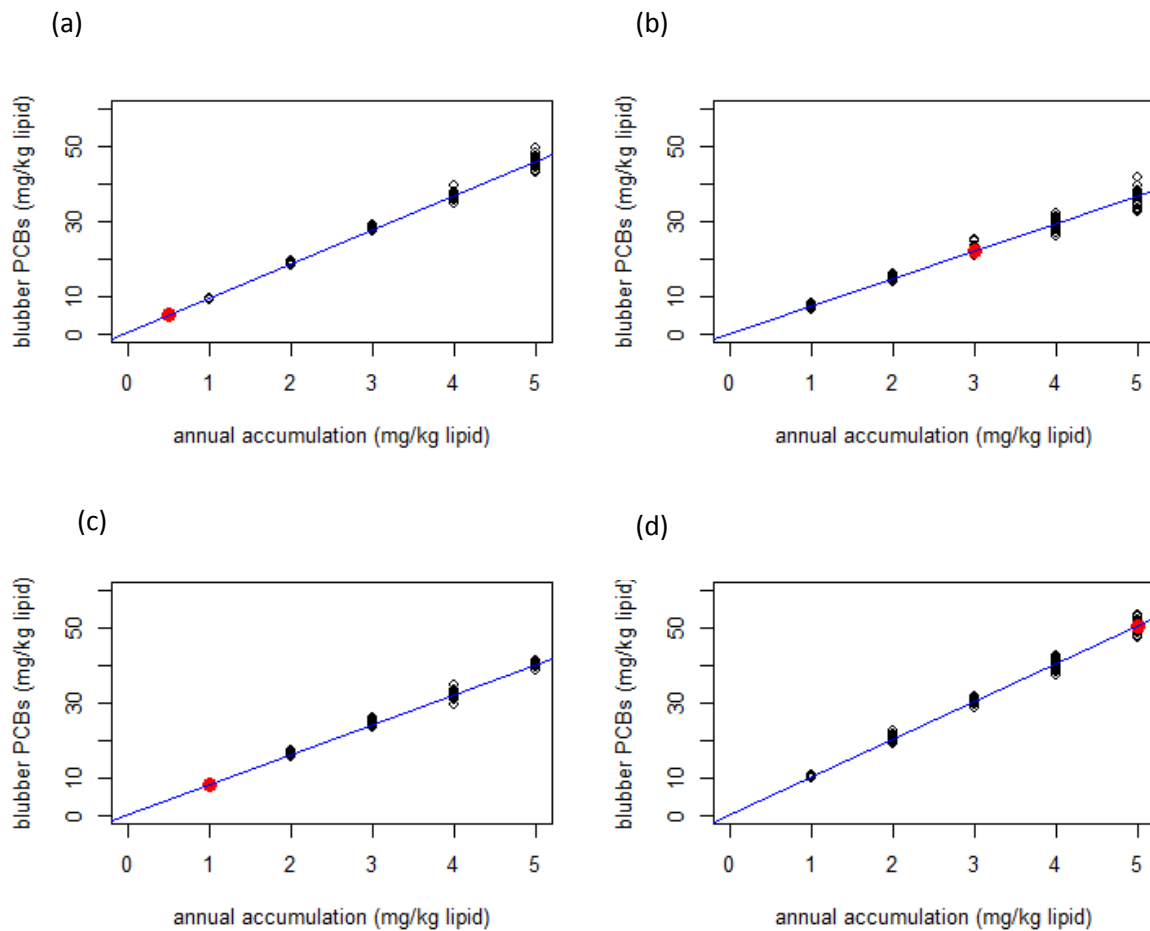 (a)
blubber PCBs (mg/kg lipid)
0 10 30 50
0 1 2 3 4 5
annual accumulation (mg/kg lipid)
(b)
blubber PCBs (mg/kg lipid)
0 10 30 50
0 1 2 3 4 5
annual accumulation (mg/kg lipid)
(c)
blubber PCBs (mg/kg lipid)
0 10 30 50
0 1 2 3 4 5
annual accumulation (mg/kg lipid)
(d)
blubber PCBs (mg/kg lipid)
0 10 30 50
0 1 2 3 4 5
annual accumulation (mg/kg lipid)